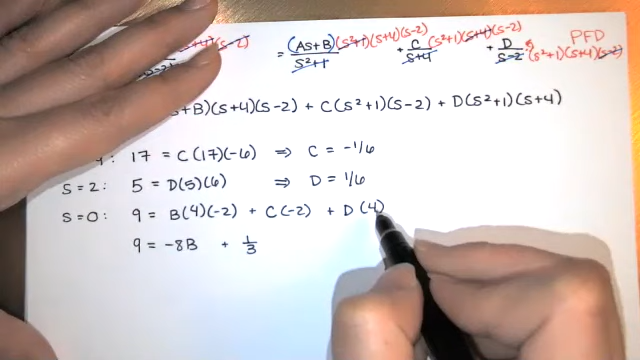 PFD
= (As+B)/(s²+1) (s²+1)(s+4)(s-2) + C/(s+4) (s²+1)(s+4)(s-2) + D/(s-2) (s²+1)(s+4)(s-2)
s+B)(s+4)(s-2) + C(s²+1)(s-2) + D(s²+1)(s+4)
4: 17 = C(17)(-6) ⇒ C = -1/6
s=2: 5 = D(5)(6) ⇒ D = 1/6
s=0: 9 = B(4)(-2) + C(-2) + D(4)
9 = -8B + 1/3